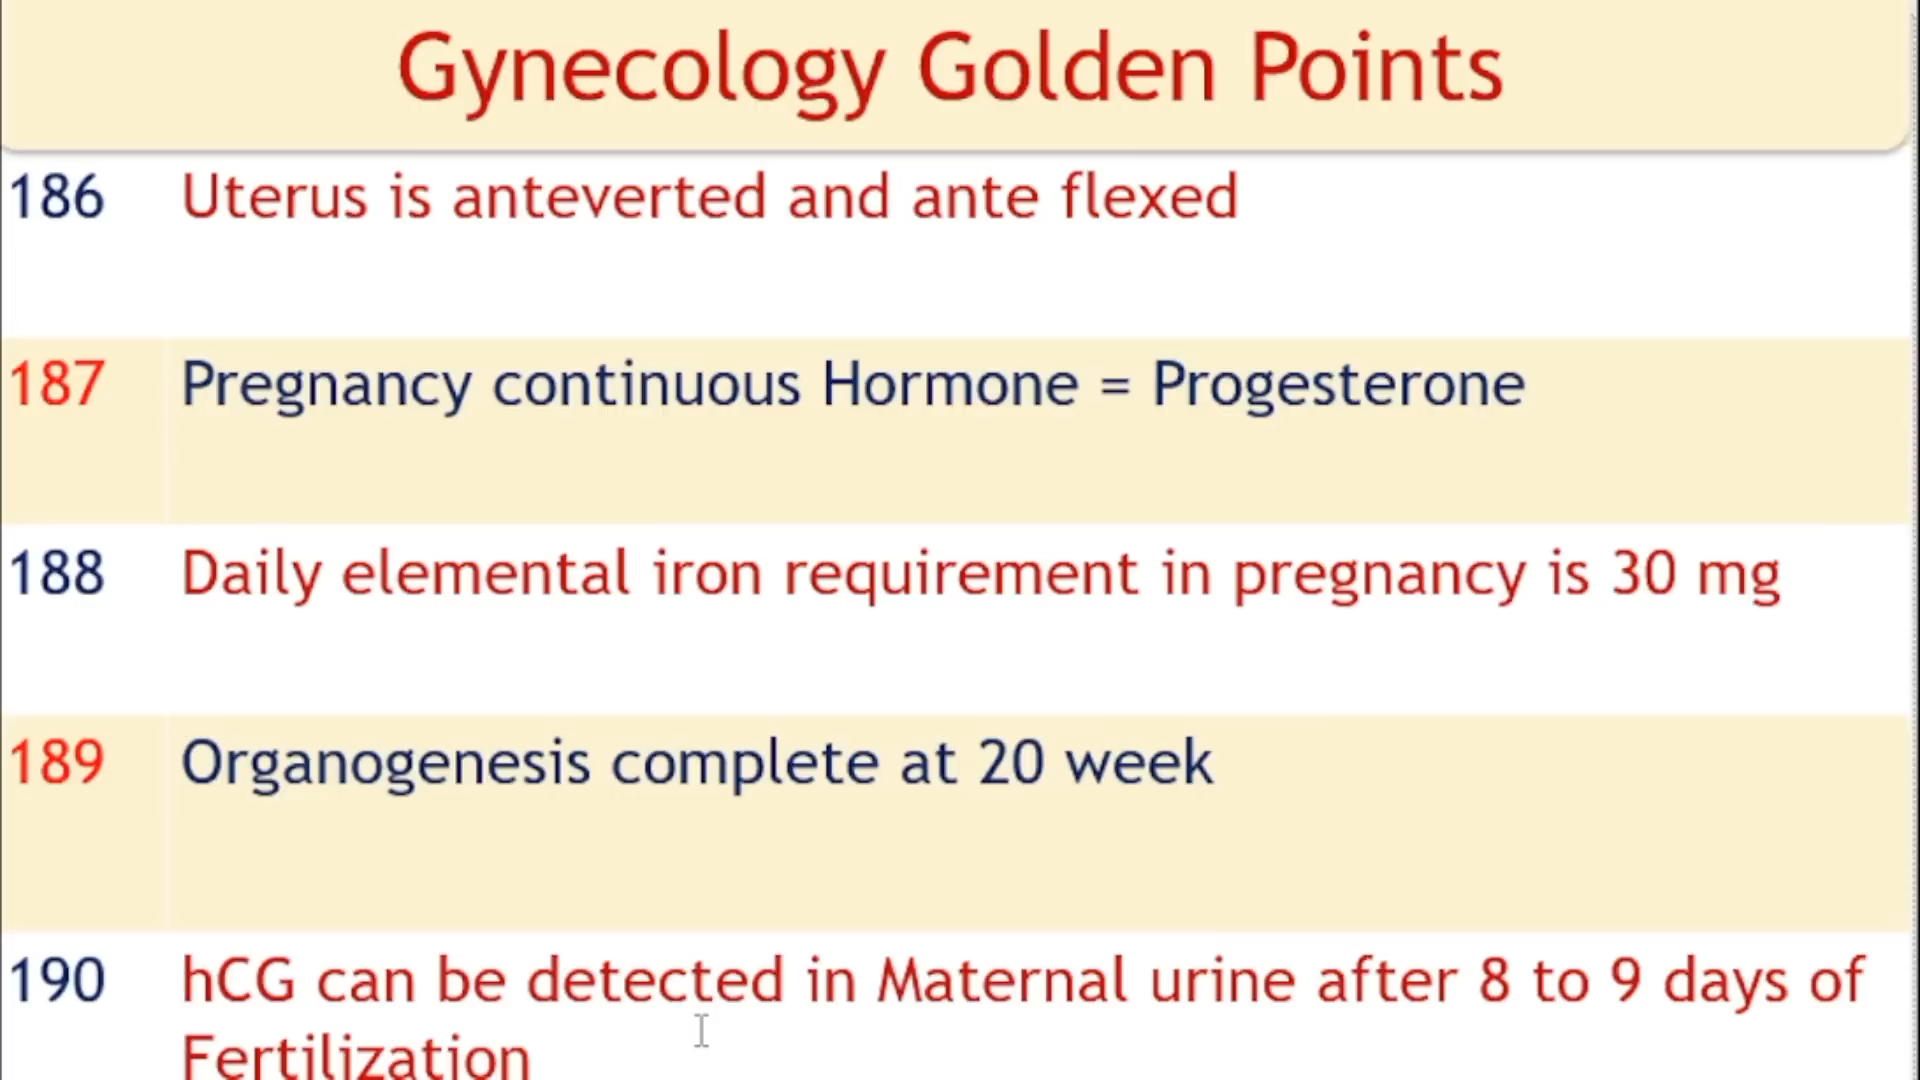 Gynecology Golden Points
186 Uterus is anteverted and ante flexed
187 Pregnancy continuous Hormone = Progesterone
188 Daily elemental iron requirement in pregnancy is 30 mg
189 Organogenesis complete at 20 week
190 hCG can be detected in Maternal urine after 8 to 9 days of
Fertilization